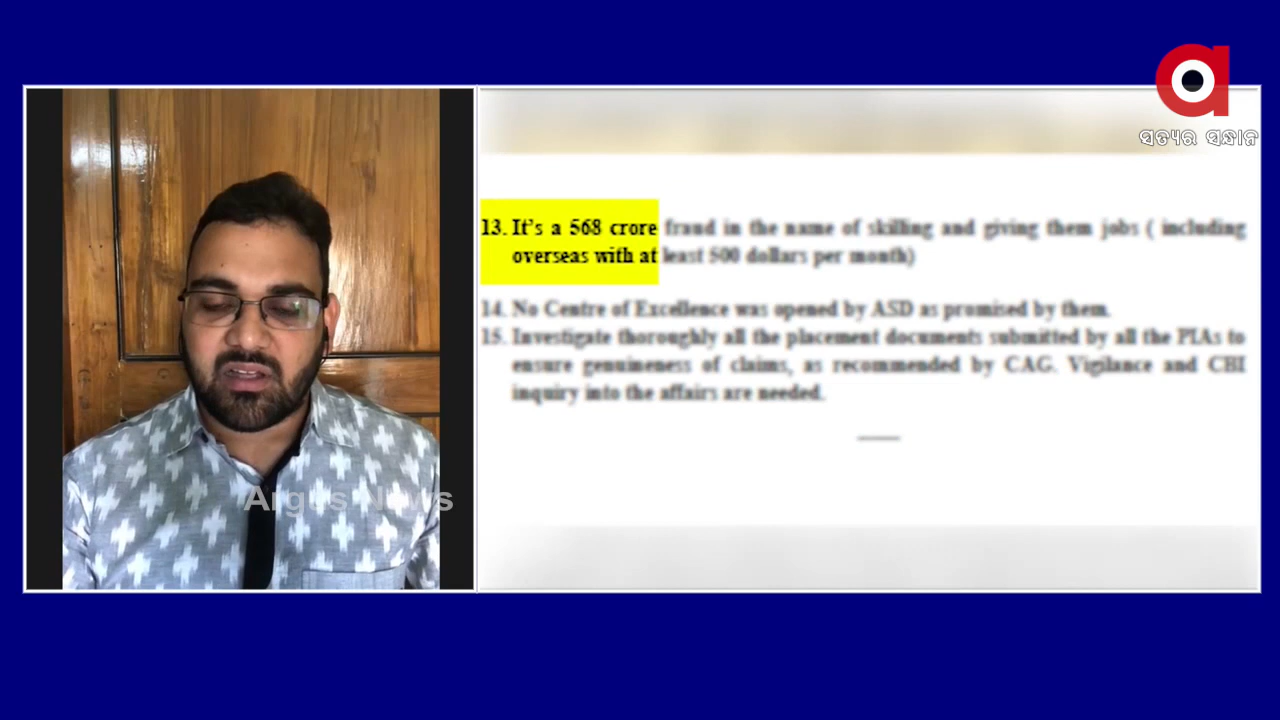 ସତ୍ୟର ସନ୍ଧାନ
13. It's a 568 crore fraud in the name of skilling and giving them jobs ( including
overseas with at least 500 dollars per month)
14. No Centre of Excellence was opened by ASD as promised by them.
15. Investigate thoroughly all the placement documents submitted by all the PIAs to
ensure genuineness of claims, as recommended by CAG. Vigilance and CBI
inquiry into the affairs are needed.
Argus News